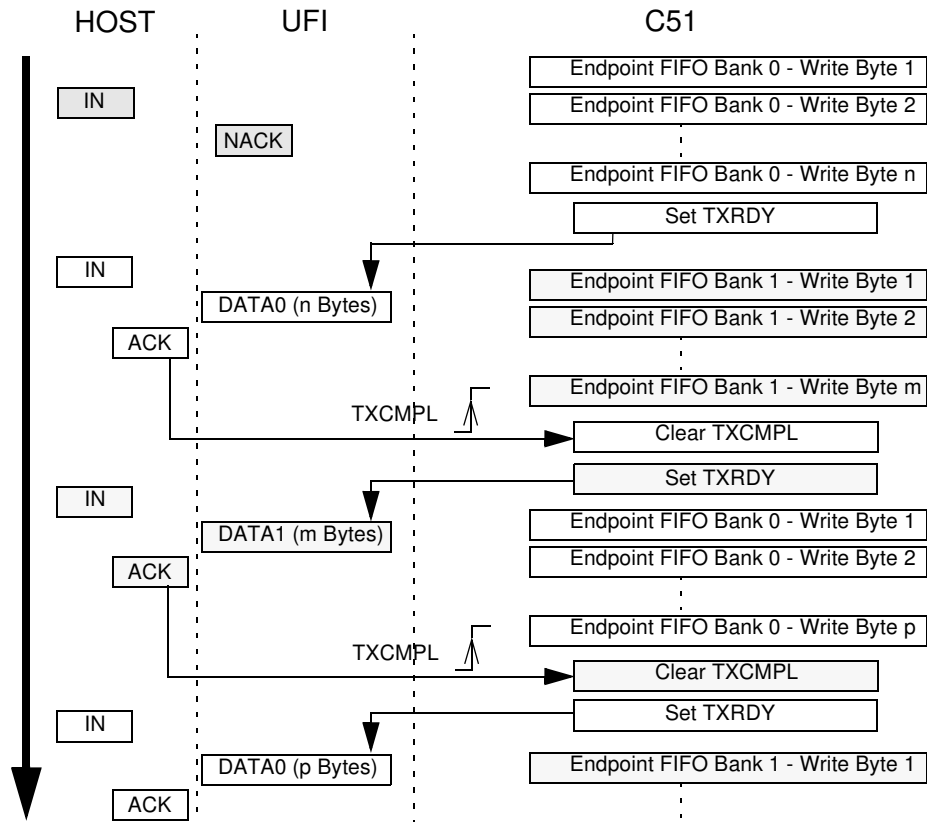 HOST UFI C51
Endpoint FIFO Bank 0 - Write Byte 1
IN
Endpoint FIFO Bank 0 - Write Byte 2
NACK
Endpoint FIFO Bank 0 - Write Byte n
Set TXRDY
IN
Endpoint FIFO Bank 1 - Write Byte 1
DATA0 (n Bytes)
Endpoint FIFO Bank 1 - Write Byte 2
ACK
Endpoint FIFO Bank 1 - Write Byte m
TXCMPL
Clear TXCMPL
Set TXRDY
IN
Endpoint FIFO Bank 0 - Write Byte 1
DATA1 (m Bytes)
Endpoint FIFO Bank 0 - Write Byte 2
ACK
Endpoint FIFO Bank 0 - Write Byte p
TXCMPL
Clear TXCMPL
Set TXRDY
IN
DATA0 (p Bytes)
Endpoint FIFO Bank 1 - Write Byte 1
ACK